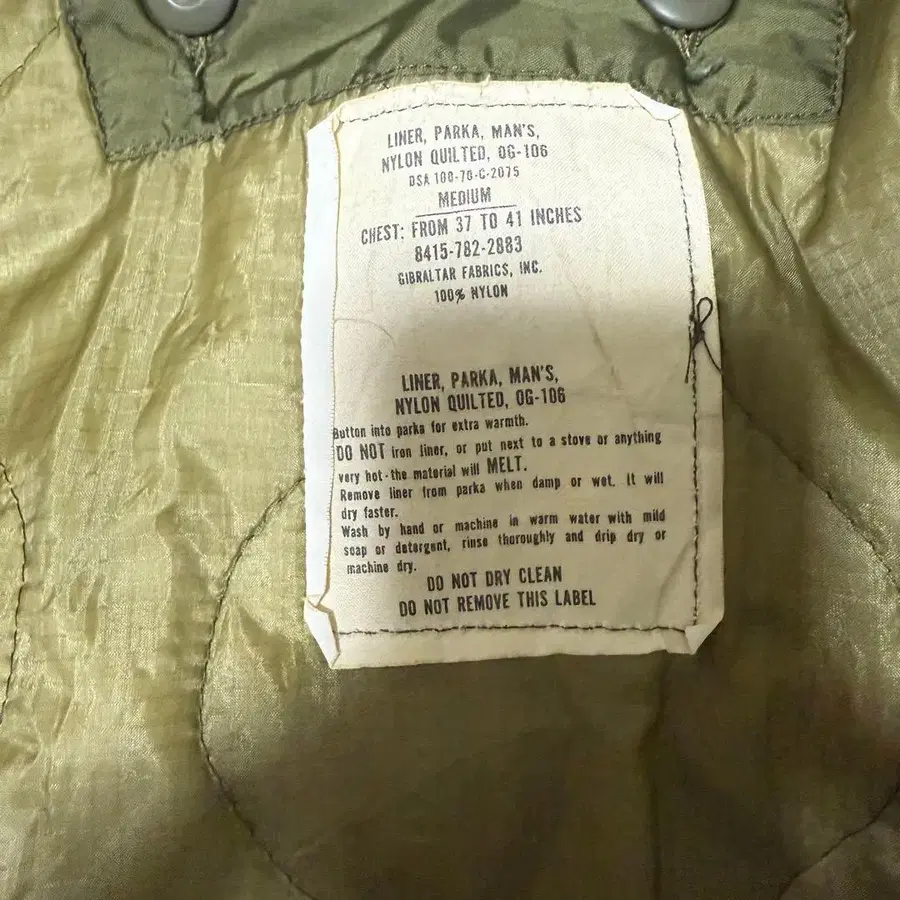 LINER, PARKA, MAN'S,
NYLON QUILTED, OG-106
DSA 100-70-C-2075
MEDIUM
CHEST: FROM 37 TO 41 INCHES
8415-782-2883
GIBRALTAR FABRICS, INC.
100% NYLON
LINER, PARKA, MAN'S,
NYLON QUILTED, OG-106
Button into parka for extra warmth.
DO NOT iron liner, or put next to a stove or anything
very hot-the material will MELT.
Remove liner from parka when damp or wet. It will
dry faster.
Wash by hand or machine in warm water with mild
soap or detergent, rinse thoroughly and drip dry or
machine dry.
DO NOT DRY CLEAN
DO NOT REMOVE THIS LABEL